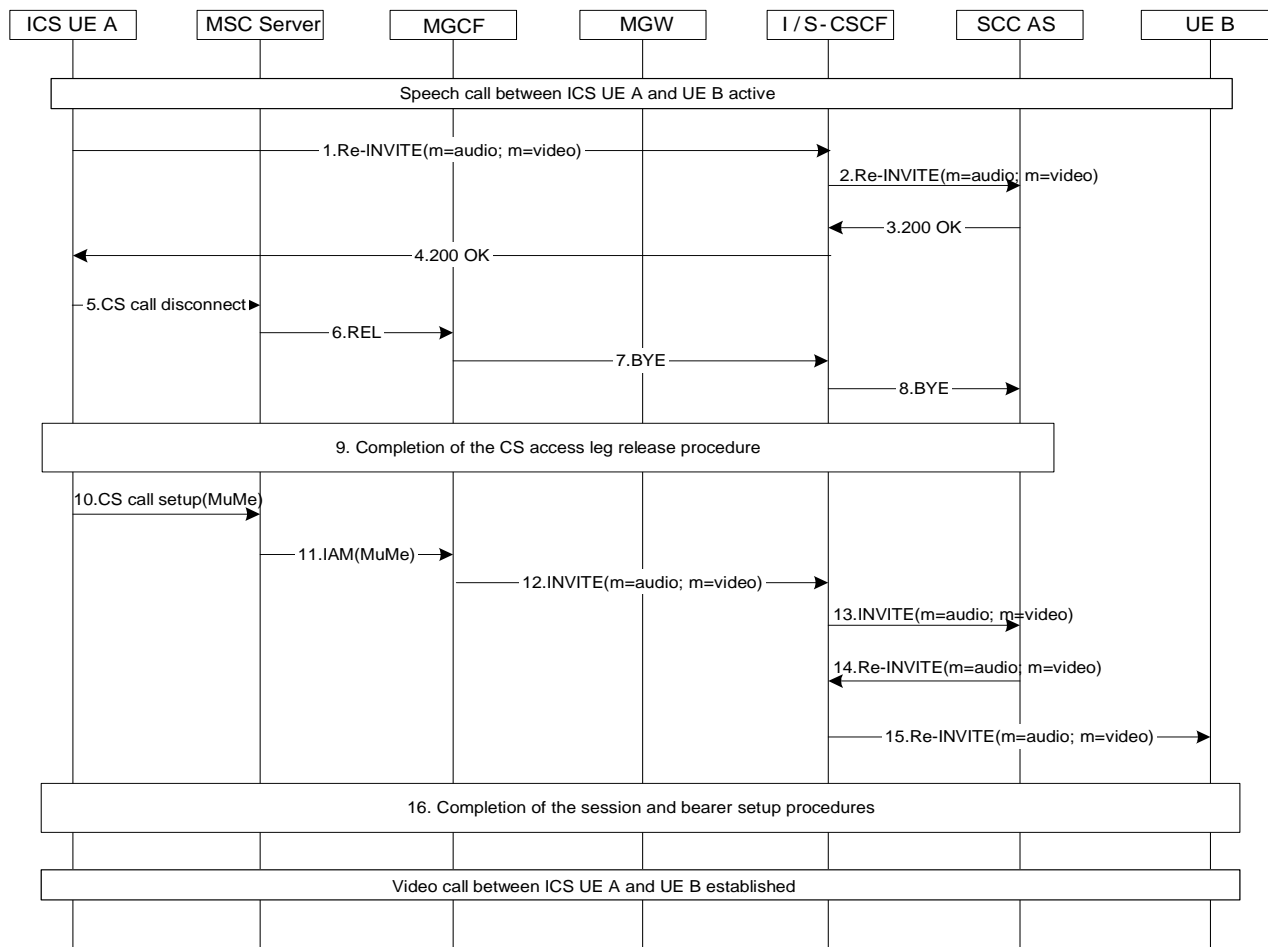 ICS UE A
MSC Server
MGCF
MGW
I / S-CSCF
SCC AS
UE B
Speech call between ICS UE A and UE B active
1.Re-INVITE(m=audio; m=video)
2.Re-INVITE(m=audio; m=video)
3.200 OK
4.200 OK
5.CS call disconnect
6.REL
7.BYE
8.BYE
9. Completion of the CS access leg release procedure
10.CS call setup(MuMe)
11.IAM(MuMe)
12.INVITE(m=audio; m=video)
13.INVITE(m=audio; m=video)
14.Re-INVITE(m=audio; m=video)
15.Re-INVITE(m=audio; m=video)
16. Completion of the session and bearer setup procedures
Video call between ICS UE A and UE B established